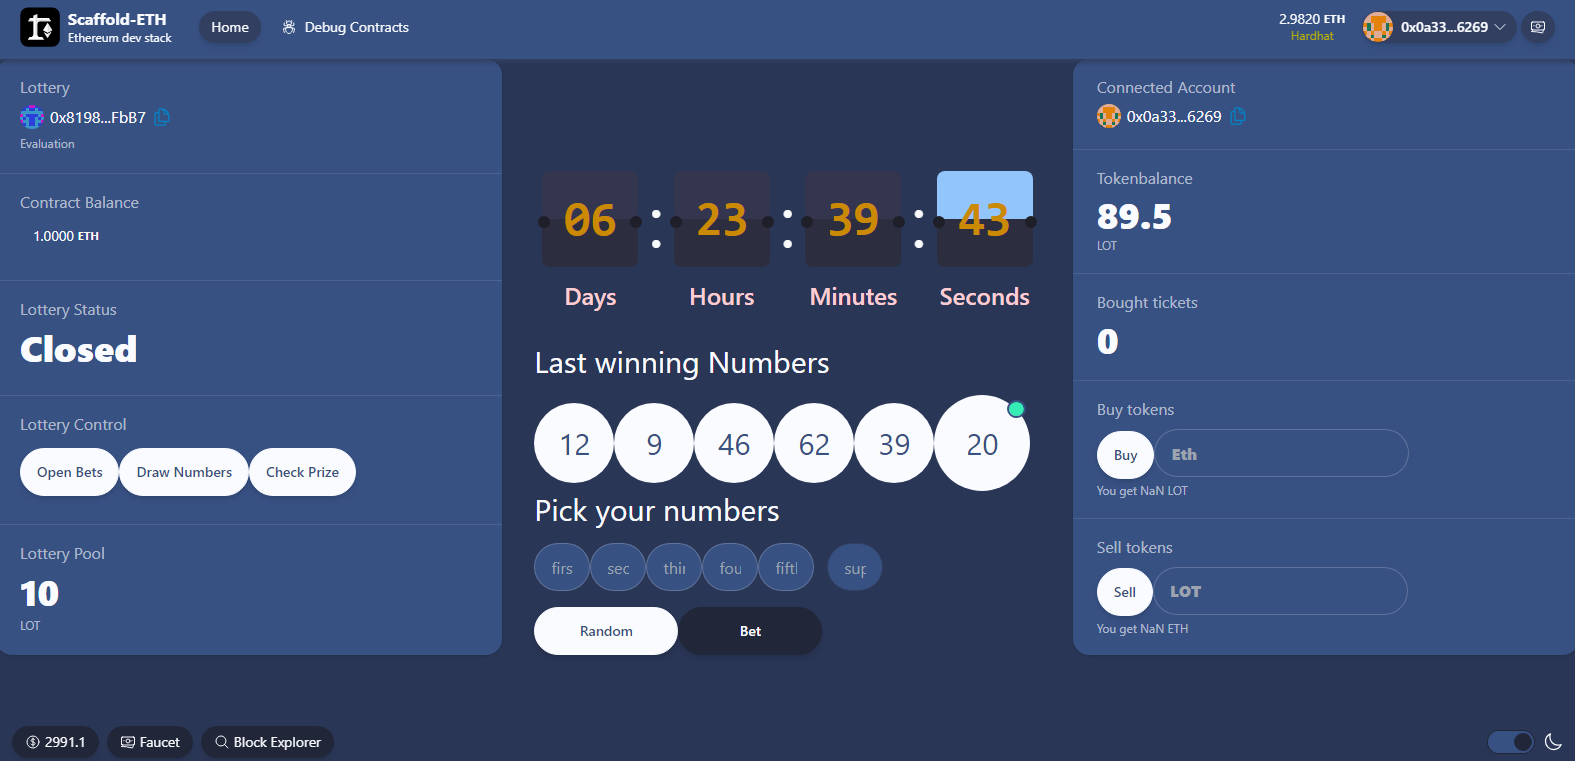 Scaffold-ETH
Ethereum dev stack
Home
Debug Contracts
2.9820 ETH
Hardhat
0x0a33...6269
Lottery
0x8198...FbB7
Evaluation
Contract Balance
1.0000 ETH
Lottery Status
Closed
Lottery Control
Open Bets
Draw Numbers
Check Prize
Lottery Pool
10
LOT
06 : 23 : 39 : 43
Days Hours Minutes Seconds
Last winning Numbers
12 9 46 62 39 20
Pick your numbers
firs sec thir fou fiftl sup
Random
Bet
Connected Account
0x0a33...6269
Tokenbalance
89.5
LOT
Bought tickets
0
Buy tokens
Buy
Eth
You get NaN LOT
Sell tokens
Sell
LOT
You get NaN ETH
2991.1
Faucet
Block Explorer